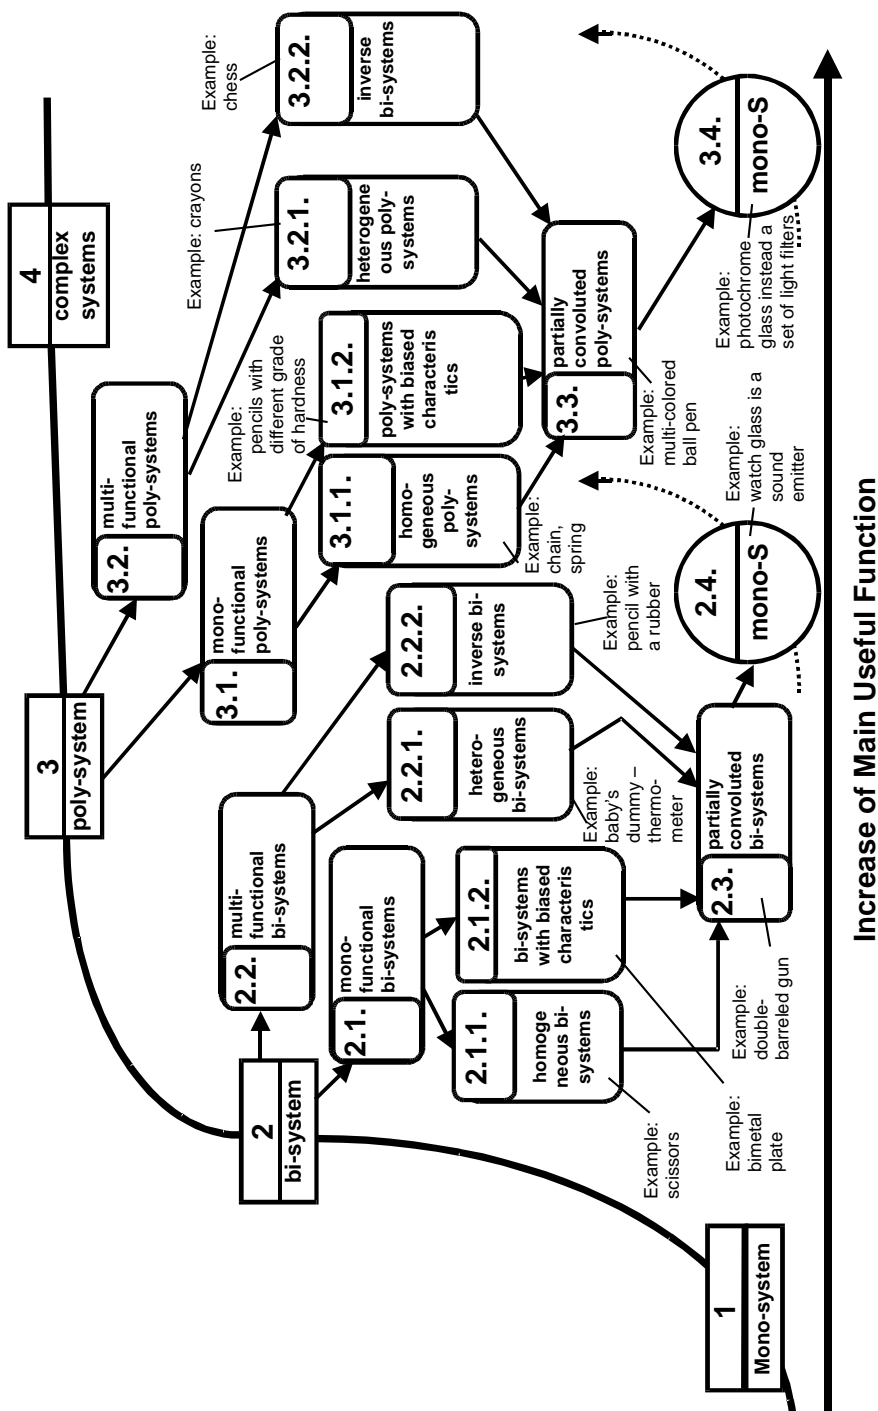 4
complex
systems
3
poly-system
2
bi-system
1
Mono-system
3.2.
multi-
functional
poly-systems
3.1.
mono-
functional
poly-systems
2.2.
multi-
functional
bi-systems
2.1.
mono-
functional
bi-systems
2.1.1.
homoge
neous bi-
systems
Example:
scissors
2.1.2.
bi-systems
with biased
characteris
tics
Example:
bimetal
plate
2.2.1.
hetero-
geneous
bi-systems
Example:
baby's
dummy –
thermo-
meter
2.2.2.
inverse bi-
systems
Example:
pencil with
a rubber
2.3.
partially
convoluted
bi-systems
Example:
double-
barreled gun
2.4.
mono-S
Example:
watch glass is a
sound
emitter
3.1.1.
homo-
geneous
poly-
systems
Example:
chain,
spring
3.1.2.
poly-systems
with biased
characteris
tics
Example:
pencils with
different grade
of hardness
3.2.1.
heterogene
ous poly-
systems
Example: crayons
3.2.2.
inverse
bi-systems
Example:
chess
3.3.
partially
convoluted
poly-systems
Example:
multi-colored
ball pen
3.4.
mono-S
Example:
photochrome
glass instead a
set of light filters
Increase of Main Useful Function